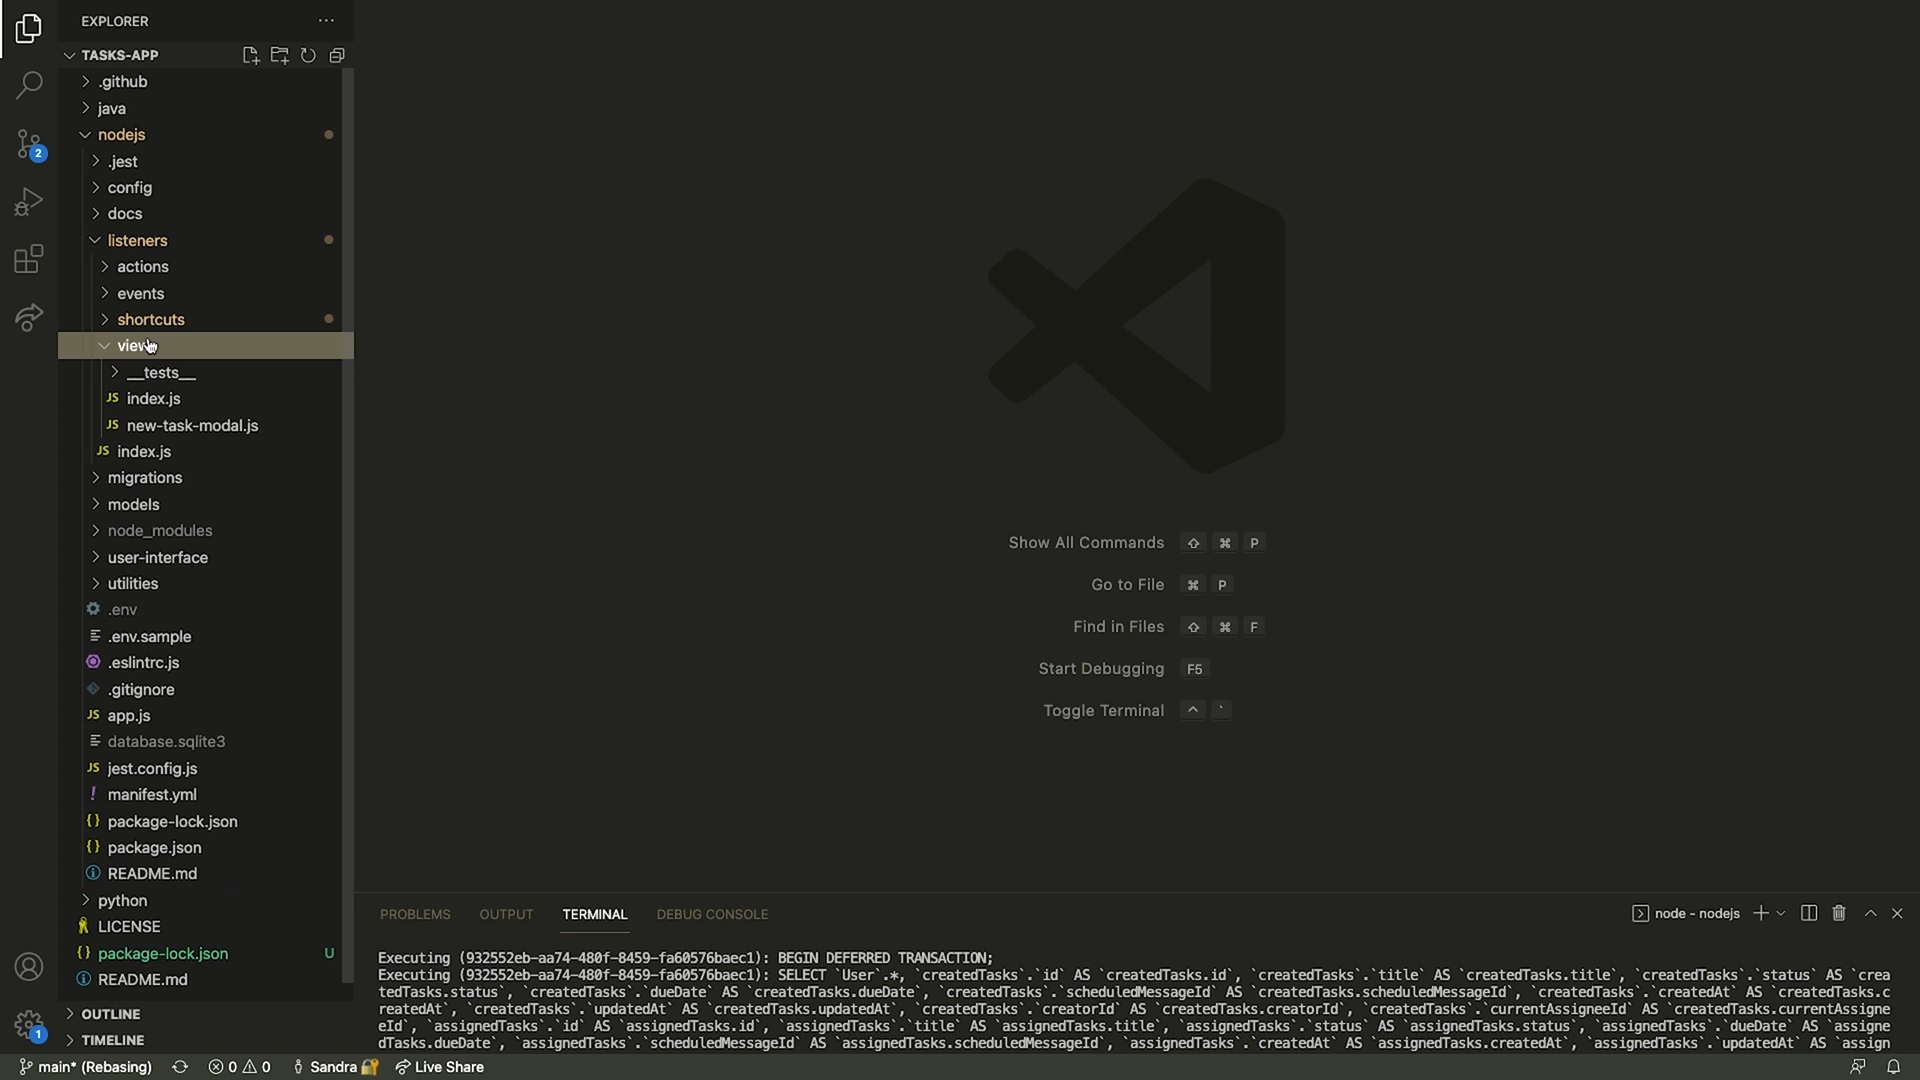 EXPLORER
TASKS-APP
.github
java
nodejs
.jest
config
docs
listeners
actions
events
shortcuts
__tests__
JS index.js
JS new-task-modal.js
JS index.js
migrations
models
node_modules
user-interface
utilities
.env
.env.sample
.eslintrc.js
.gitignore
JS app.js
database.sqlite3
JS jest.config.js
! manifest.yml
{} package-lock.json
{} package.json
README.md
python
LICENSE
{} package-lock.json U
README.md
OUTLINE
TIMELINE
2
1
Show All Commands ⇧ ⌘ P
Go to File ⌘ P
Find in Files ⇧ ⌘ F
Start Debugging F5
Toggle Terminal ^ `
PROBLEMS OUTPUT TERMINAL DEBUG CONSOLE
node - nodejs
Executing (932552eb-aa74-480f-8459-fa60576baec1): BEGIN DEFERRED TRANSACTION;
Executing (932552eb-aa74-480f-8459-fa60576baec1): SELECT `User`.*, `createdTasks`.`id` AS `createdTasks.id`, `createdTasks`.`title` AS `createdTasks.title`, `createdTasks`.`status` AS `crea
tedTasks.status`, `createdTasks`.`dueDate` AS `createdTasks.dueDate`, `createdTasks`.`scheduledMessageId` AS `createdTasks.scheduledMessageId`, `createdTasks`.`createdAt` AS `createdTasks.c
reatedAt`, `createdTasks`.`updatedAt` AS `createdTasks.updatedAt`, `createdTasks`.`creatorId` AS `createdTasks.creatorId`, `createdTasks`.`currentAssigneeId` AS `createdTasks.currentAssigne
eId`, `assignedTasks`.`id` AS `assignedTasks.id`, `assignedTasks`.`title` AS `assignedTasks.title`, `assignedTasks`.`status` AS `assignedTasks.status`, `assignedTasks`.`dueDate` AS `assigne
dTasks.dueDate`, `assignedTasks`.`scheduledMessageId` AS `assignedTasks.scheduledMessageId`, `assignedTasks`.`createdAt` AS `assignedTasks.createdAt`, `assignedTasks`.`updatedAt` AS `assign
main* (Rebasing) 0 0 Sandra Live Share